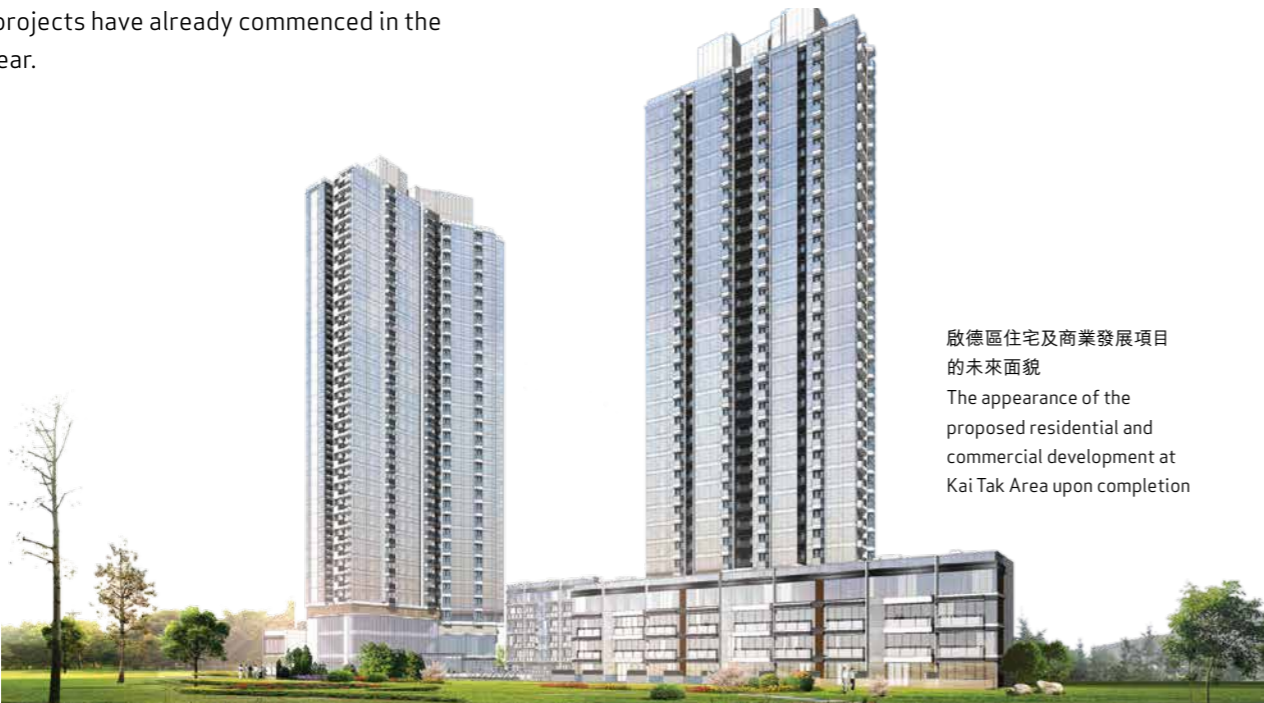 projects have already commenced in the
ear.
啟德區住宅及商業發展項目
的未來面貌
The appearance of the
proposed residential and
commercial development at
Kai Tak Area upon completion